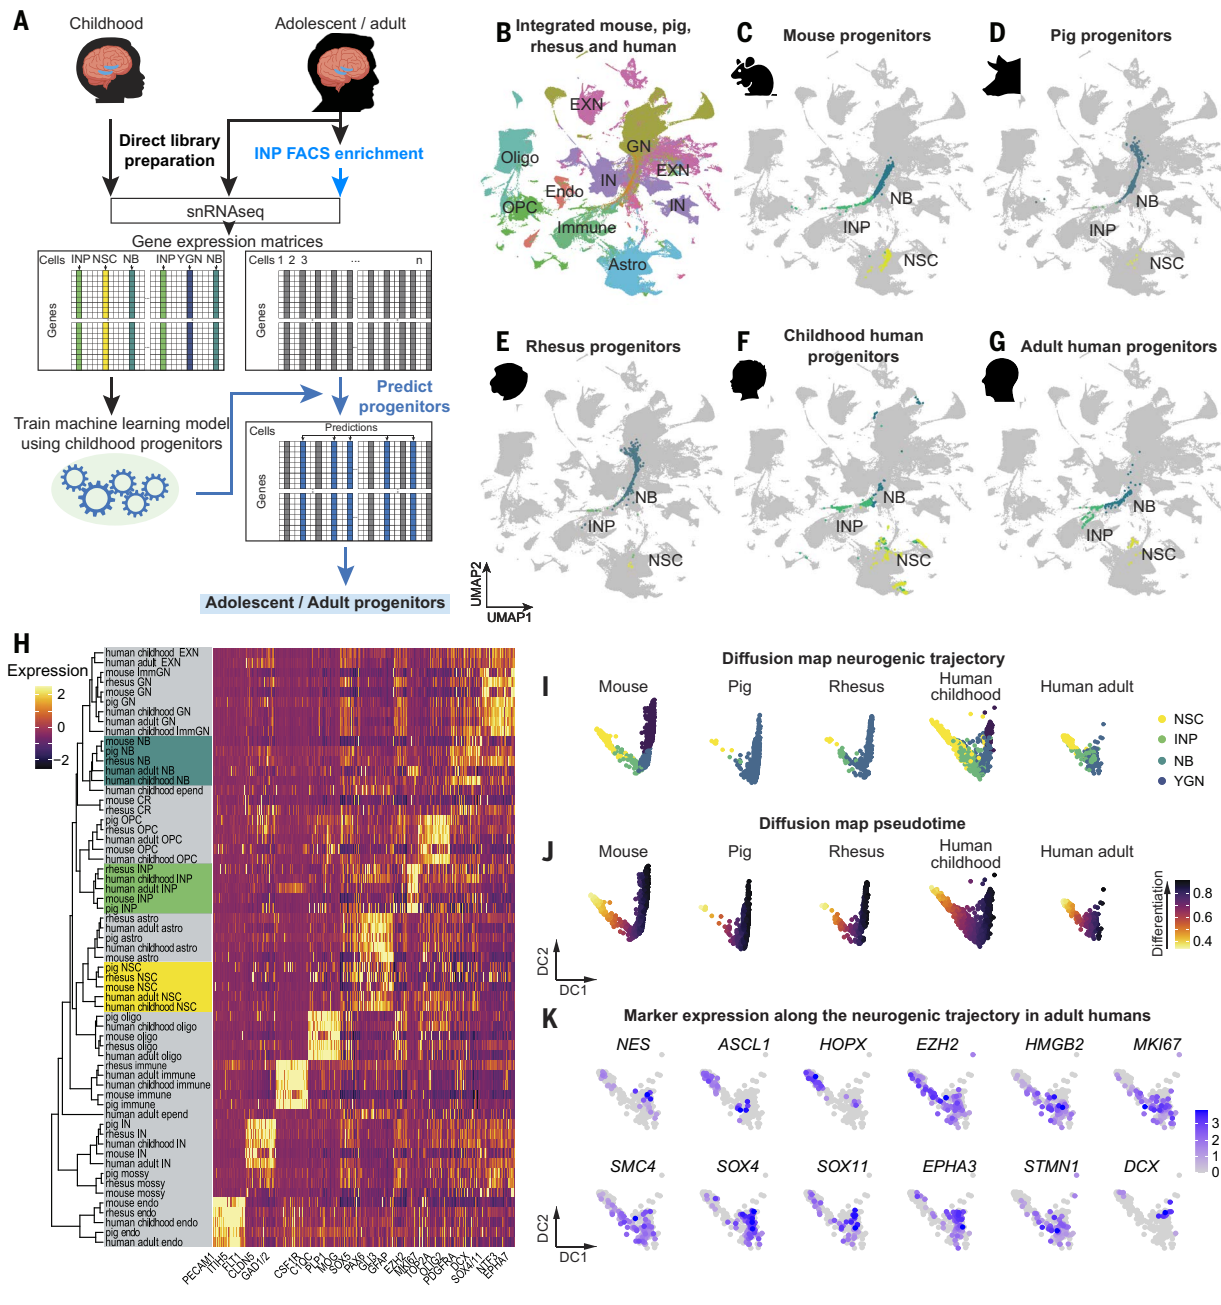 A
Childhood
Adolescent / adult
Direct library
preparation
INP FACS enrichment
snRNAseq
Gene expression matrices
Cells
INP NSC NB
INP YGN NB
Genes
Cells 1 2 3 ... n
Genes
Train machine learning model
using childhood progenitors
Predict
progenitors
Cells
Predictions
Genes
Adolescent / Adult progenitors
B
Integrated mouse, pig,
rhesus and human
EXN
GN
Oligo
IN
EXN
Endo
OPC
IN
Immune
Astro
C
Mouse progenitors
NB
INP
NSC
D
Pig progenitors
NB
INP
NSC
E
Rhesus progenitors
NB
INP
NSC
UMAP2
UMAP1
F
Childhood human
progenitors
NB
INP
NSC
G
Adult human progenitors
NB
INP
NSC
H
Expression
2
0
−2
human childhood EXN
human adult EXN
mouse ImmGN
rhesus GN
mouse GN
pig GN
human childhood GN
human adult GN
human childhood ImmGN
mouse NB
pig NB
rhesus NB
human adult NB
human childhood NB
human childhood epend
mouse CR
rhesus CR
pig OPC
rhesus OPC
human adult OPC
mouse OPC
human childhood OPC
rhesus INP
human childhood INP
human adult INP
mouse INP
pig INP
rhesus astro
human adult astro
pig astro
human childhood astro
mouse astro
pig NSC
rhesus NSC
mouse NSC
human adult NSC
human childhood NSC
pig oligo
human childhood oligo
mouse oligo
rhesus oligo
human adult oligo
rhesus immune
human adult immune
human childhood immune
mouse immune
pig immune
human adult epend
pig IN
rhesus IN
human childhood IN
mouse IN
human adult IN
pig mossy
rhesus mossy
mouse mossy
mouse endo
rhesus endo
human childhood endo
pig endo
human adult endo
PECAM1
ITIH5
FLT1
CLDN5
GAD1/2
CSF1R
C1QC
PLP1
MOG
SOX5
PAX6
GLI3
GFAP
EZH2
MKI67
TOP2A
OLIG2
PDGFRA
DCX
SOX4/11
NTF3
EPHA7
I
Diffusion map neurogenic trajectory
Mouse
Pig
Rhesus
Human
childhood
Human adult
NSC
INP
NB
YGN
J
Diffusion map pseudotime
Mouse
Pig
Rhesus
Human
childhood
Human adult
Differentiation
0.8
0.6
0.4
DC2
DC1
K
Marker expression along the neurogenic trajectory in adult humans
NES
ASCL1
HOPX
EZH2
HMGB2
MKI67
SMC4
SOX4
SOX11
EPHA3
STMN1
DCX
3
2
1
0
DC2
DC1